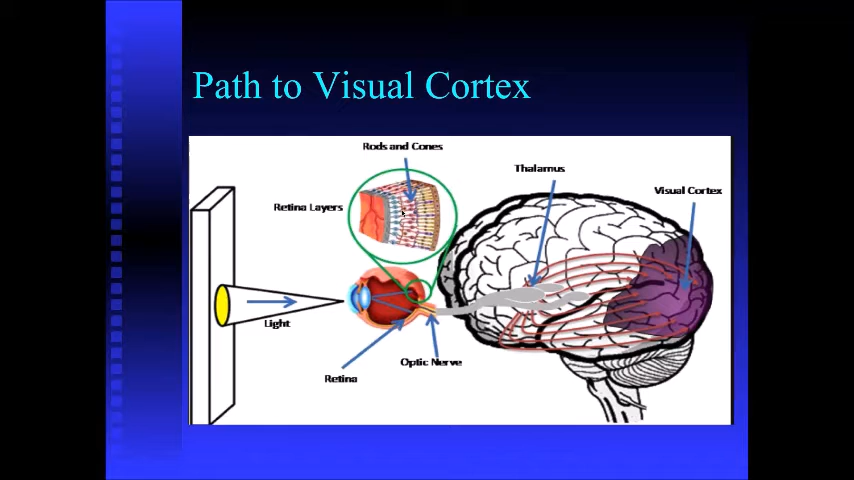 Path to Visual Cortex
Rods and Cones
Thalamus
Visual Cortex
Retina Layers
Light
Optic Nerve
Retina